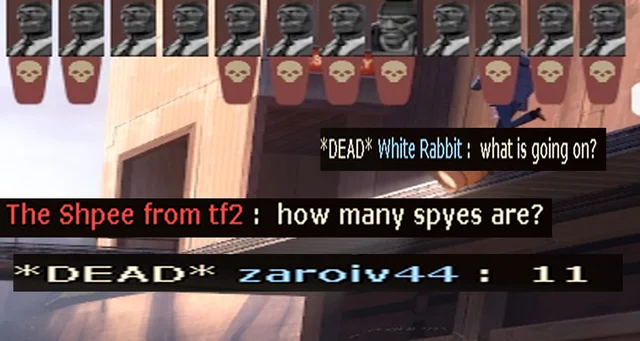 *DEAD* White Rabbit : what is going on?
The Shpee from tf2 : how many spyes are?
*DEAD* zaroiv44 : 11